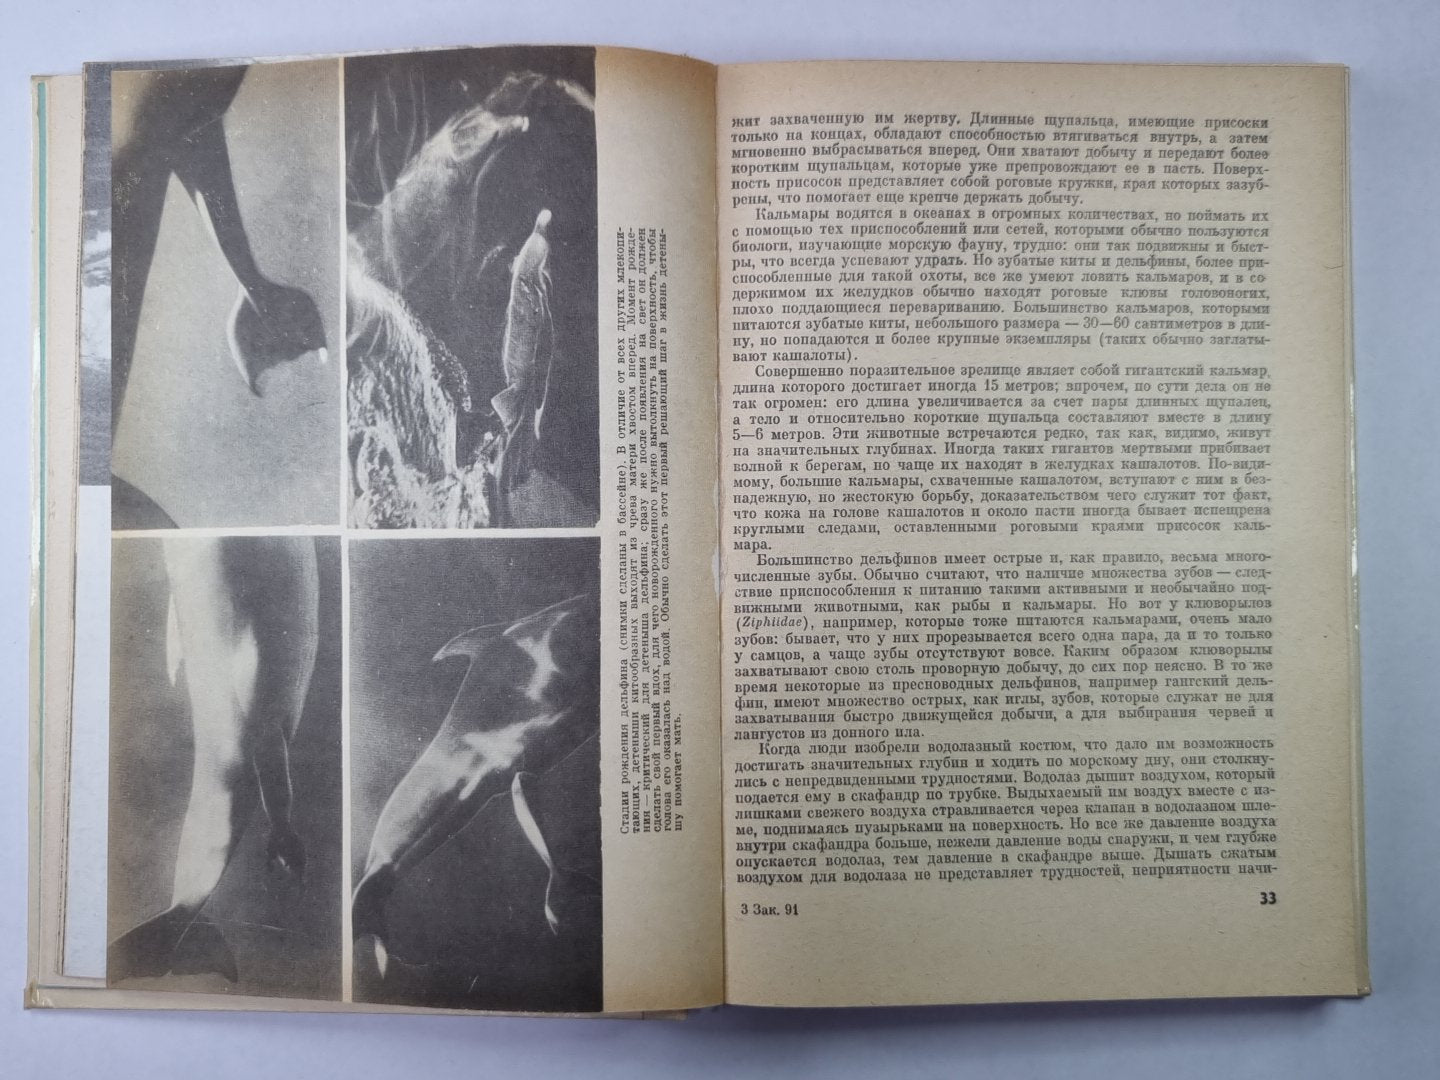 Стадии рождения дельфина (снимки сделаны в бассейне). В отличие от всех других млекопи-
тающих, детеныши китообразных выходят из чрева матери хвостом вперед. Момент рожде-
ния — критический для детеныша дельфина; сразу же после появления на свет он должен
сделать свой первый вдох, для чего новорожденного нужно вытолкнуть на поверхность, чтобы
голова его оказалась над водой. Обычно сделать этот первый решающий шаг в жизнь детены-
шу помогает мать.
жит захваченную им жертву. Длинные щупальца, имеющие присоски
только на концах, обладают способностью втягиваться внутрь, а затем
мгновенно выбрасываться вперед. Они хватают добычу и передают более
коротким щупальцам, которые уже препровождают ее в пасть. Поверх-
ность присосок представляет собой роговые кружки, края которых зазуб-
рены, что помогает еще крепче держать добычу.
Кальмары водятся в океанах в огромных количествах, но поймать их
с помощью тех приспособлений или сетей, которыми обычно пользуются
биологи, изучающие морскую фауну, трудно: они так подвижны и быст-
ры, что всегда успевают удрать. Но зубатые киты и дельфины, более при-
способленные для такой охоты, все же умеют ловить кальмаров, и в со
держимом их желудков обычно находят роговые клювы головоногих,
плохо поддающиеся перевариванию. Большинство кальмаров, которыми
питаются зубатые киты, небольшого размера — 30—60 сантиметров в дли-
ну, но попадаются и более крупные экземпляры (таких обычно заглаты-
вают кашалоты).
Совершенно поразительное зрелище являет собой гигантский кальмар,
длина которого достигает иногда 15 метров; впрочем, по сути дела он не
так огромен: его длина увеличивается за счет пары длинных щупалец,
а тело и относительно короткие щупальца составляют вместе в длину
5—6 метров. Эти животные встречаются редко, так как, видимо, живут
на значительных глубинах. Иногда таких гигантов мертвыми прибивает
волной к берегам, но чаще их находят в желудках кашалотов. По-види-
мому, большие кальмары, схваченные кашалотом, вступают с ним в без-
надежную, но жестокую борьбу, доказательством чего служит тот факт,
что кожа на голове кашалотов и около пасти иногда бывает испещрена
круглыми следами, оставленными роговыми краями присосок каль-
мара.
Большинство дельфинов имеет острые и, как правило, весьма много-
численные зубы. Обычно считают, что наличие множества зубов — след-
ствие приспособления к питанию такими активными и необычайно под-
вижными животными, как рыбы и кальмары. Но вот у клюворылов
(Ziphiidae), например, которые тоже питаются кальмарами, очень мало
зубов: бывает, что у них прорезывается всего одна пара, да и то только
у самцов, а чаще зубы отсутствуют вовсе. Каким образом клюворылы
захватывают свою столь проворную добычу, до сих пор неясно. В то же
время некоторые из пресноводных дельфинов, например гангский дель-
фин, имеют множество острых, как иглы, зубов, которые служат не для
захватывания быстро движущейся добычи, а для выбирания червей и
лангустов из донного ила.
Когда люди изобрели водолазный костюм, что дало им возможность
достигать значительных глубин и ходить по морскому дну, они столкну-
лись с непредвиденными трудностями. Водолаз дышит воздухом, который
подается ему в скафандр по трубке. Выдыхаемый им воздух вместе с из-
лишками свежего воздуха стравливается через клапан в водолазном шле-
ме, поднимаясь пузырьками на поверхность. Но все же давление воздуха
внутри скафандра больше, нежели давление воды снаружи, и чем глубже
опускается водолаз, тем давление в скафандре выше. Дышать сжатым
воздухом для водолаза не представляет трудностей, неприятности начи-
3 Зак. 91
33